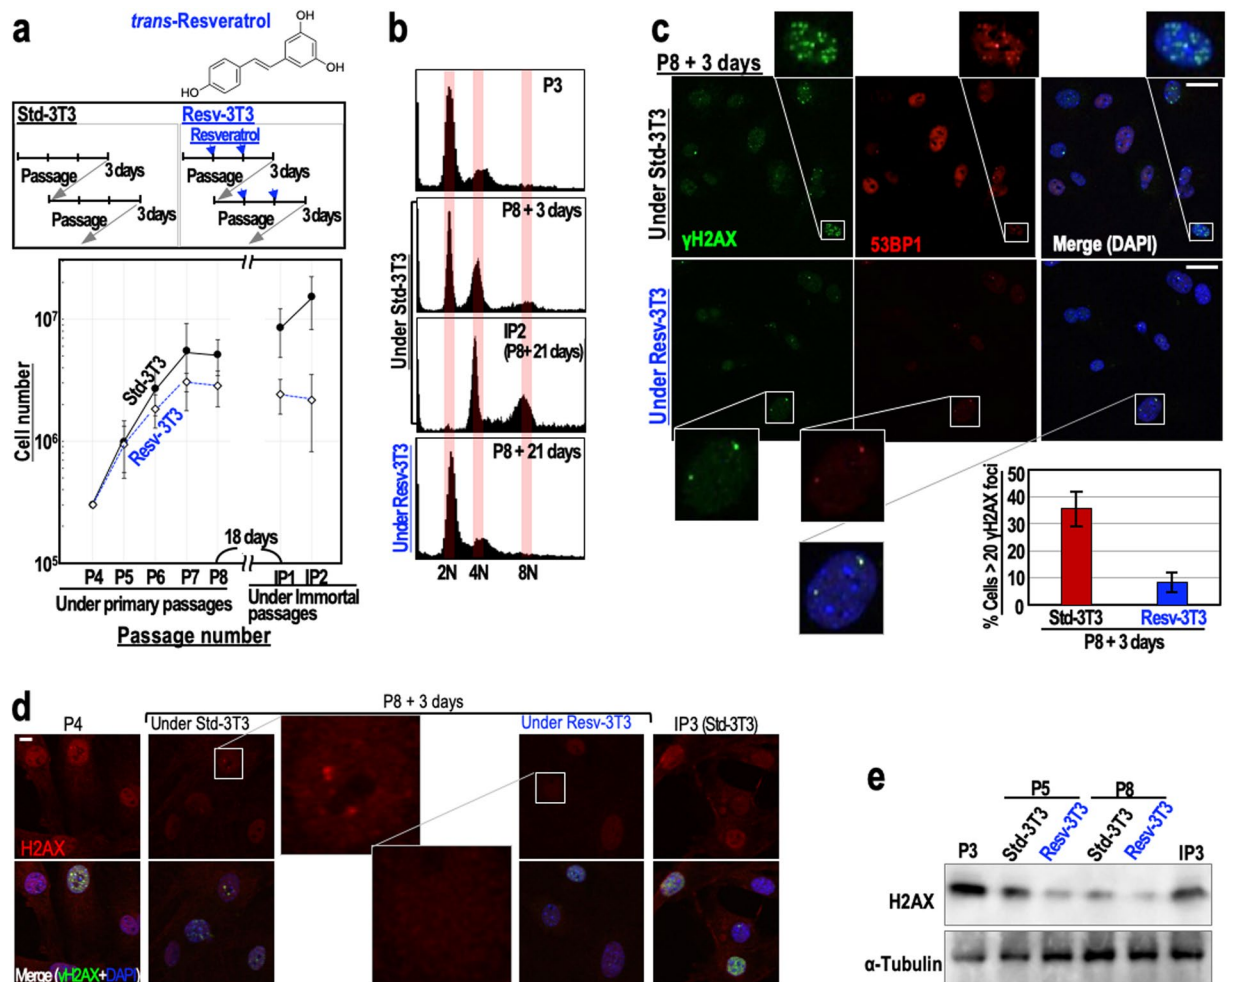 a
trans-Resveratrol
OH
OH
HO
Std-3T3
Resv-3T3
Resveratrol
Passage
3 days
Passage
3 days
Passage
3 days
Passage
3 days
Cell number
10⁷
10⁶
10⁵
Std-3T3
Resv- 3T3
18 days
P4 P5 P6 P7 P8 IP1 IP2
Under primary passages
Under Immortal
passages
Passage number
b
P3
Under Std-3T3
P8 + 3 days
IP2
(P8+ 21 days)
Under Resv-3T3
P8 + 21 days
2N 4N 8N
c
P8 + 3 days
Under Std-3T3
γH2AX
53BP1
Merge (DAPI)
Under Resv-3T3
% Cells > 20 γH2AX foci
50
40
30
20
10
0
Std-3T3 Resv-3T3
P8 + 3 days
d
P8 + 3 days
P4
Under Std-3T3
Under Resv-3T3
IP3 (Std-3T3)
H2AX
Merge (γH2AX+DAPI)
e
P5 P8
P3 Std-3T3 Resv-3T3 Std-3T3 Resv-3T3 IP3
H2AX
α-Tubulin